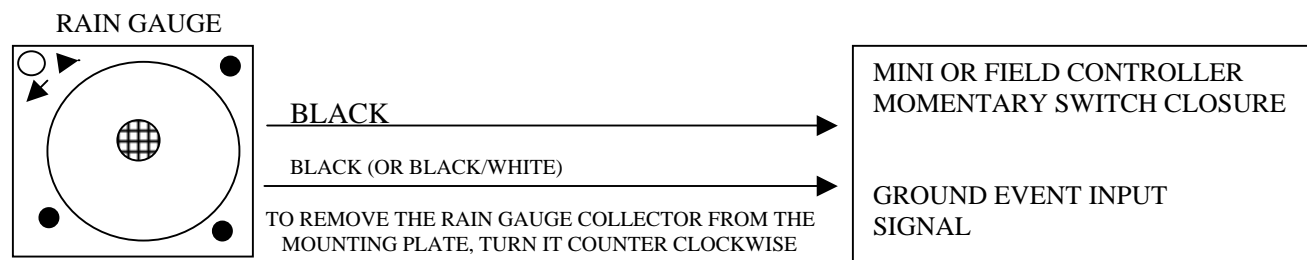 RAIN GAUGE
BLACK
BLACK (OR BLACK/WHITE)
TO REMOVE THE RAIN GAUGE COLLECTOR FROM THE
MOUNTING PLATE, TURN IT COUNTER CLOCKWISE
MINI OR FIELD CONTROLLER
MOMENTARY SWITCH CLOSURE
GROUND EVENT INPUT
SIGNAL